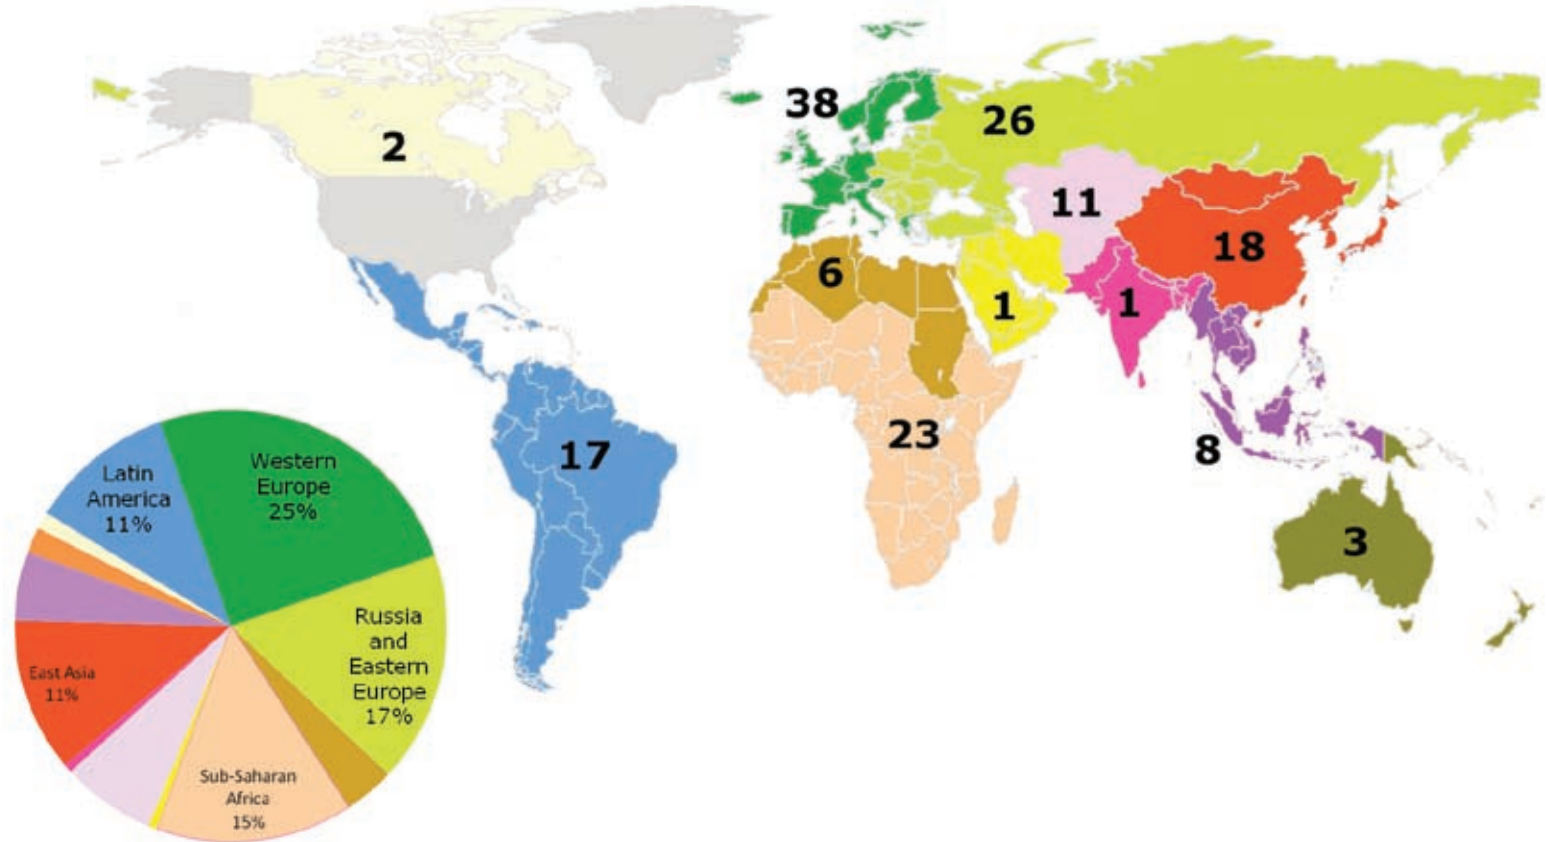 38
26
2
11
18
6
1
1
23
17
8
3
Latin
America
11%
Western
Europe
25%
Russia
and
Eastern
Europe
17%
East Asia
11%
Sub-Saharan
Africa
15%